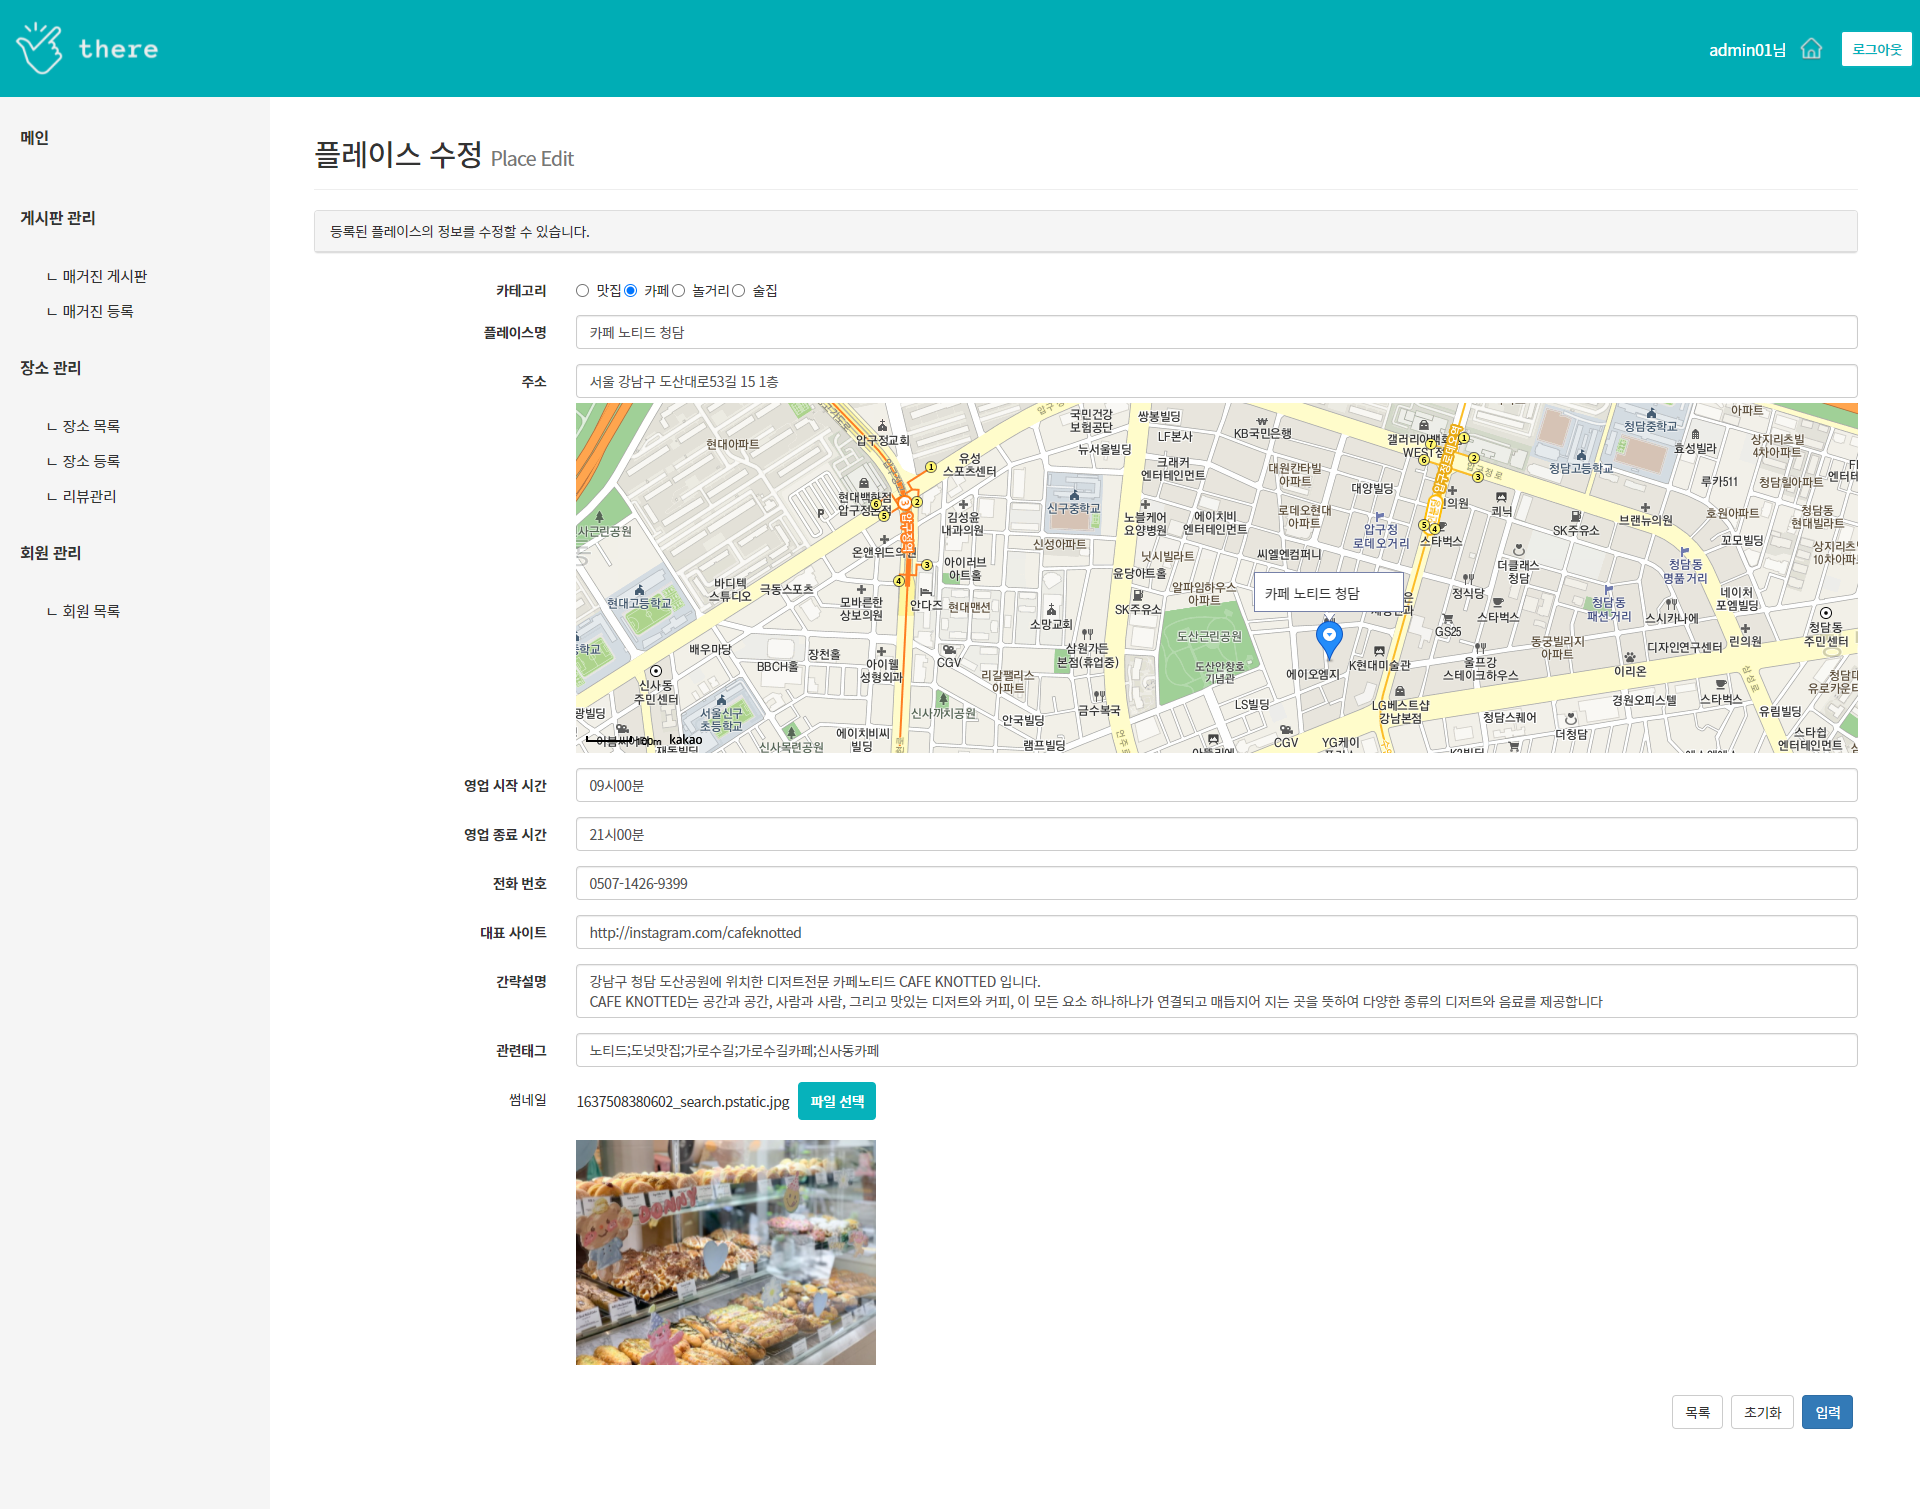 there
admin01님
로그아웃
메인
게시판 관리
ㄴ 매거진 게시판
ㄴ 매거진 등록
장소 관리
ㄴ 장소 목록
ㄴ 장소 등록
ㄴ 리뷰관리
회원 관리
ㄴ 회원 목록
플레이스 수정 Place Edit
등록된 플레이스의 정보를 수정할 수 있습니다.
카테고리
맛집 카페 놀거리 술집
플레이스명
카페 노티드 청담
주소
서울 강남구 도산대로53길 15 1층
현대아파트
압구정교회
유성
스포츠센터
국민건강
보험공단
쌍봉빌딩
LF본사
뉴서울빌딩
크래커
엔터테인먼트
KB국민은행
대원칸타빌
아파트
대양빌딩
WEST점
청담중학교
청담고등학교
효성빌라
아파트
상지리츠빌
4차아파트
루카511
청담힐아파트
김성윤
내과의원
신구중학교
신성아파트
노블케어
요양병원
에이치비
엔터테인먼트
로데오현대
아파트
압구정
로데오거리
스타벅스
쾨닉
SK주유소
브랜뉴의원
호원아파트
청담동
현대빌라트
꼬모빌딩
아이러브
아트홀
바디텍
스튜디오
극동스포츠
현대고등학교
모바른한
상보의원
안다즈
현대맨션
넛시빌라트
윤당아트홀
씨엘엔컴퍼니
알파임하우스
아파트
SK주유소
더클래스
청담
정식당
스타벅스
GS25
청담동
명품거리
청담동
패션거리
스시카나에
네이처
포엠빌딩
청담동
주민센터
린의원
카페 노티드 청담
소망교회
삼원가든
본점(휴업중)
도산근린공원
도산안창호
기념관
에이오엠지
K현대미술관
울프강
스테이크하우스
동궁빌리지
아파트
디자인연구센터
이리온
배우마당
BBCH홀
장천홀
아이웰
성형외과
CGV
리갈팰리스
아파트
신사동
주민센터
서울신구
초등학교
신사까치공원
안국빌딩
금수복국
LS빌딩
LG베스트샵
강남본점
청담스퀘어
경원오피스텔
스타벅스
유림빌딩
더청담
스타쉽
엔터테인먼트
신사목련공원
에이치비씨
빌딩
램프빌딩
CGV
YG케이
100m
kakao
영업 시작 시간
09시00분
영업 종료 시간
21시00분
전화 번호
0507-1426-9399
대표 사이트
http://instagram.com/cafeknotted
간략설명
강남구 청담 도산공원에 위치한 디저트전문 카페노티드 CAFE KNOTTED 입니다.
CAFE KNOTTED는 공간과 공간, 사람과 사람, 그리고 맛있는 디저트와 커피, 이 모든 요소 하나하나가 연결되고 매듭지어 지는 곳을 뜻하여 다양한 종류의 디저트와 음료를 제공합니다
관련태그
노티드;도넛맛집;가로수길;가로수길카페;신사동카페
썸네일
1637508380602_search.pstatic.jpg
파일 선택
목록
초기화
입력